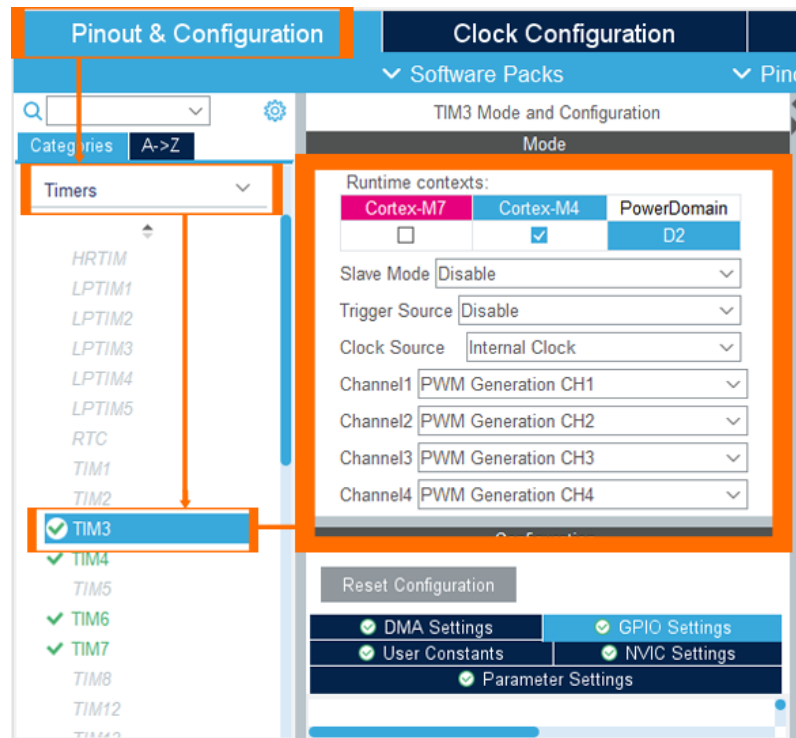 Pinout & Configuration
Clock Configuration
Software Packs
Pin
TIM3 Mode and Configuration
Mode
Categories
A->Z
Timers
HRTIM
LPTIM1
LPTIM2
LPTIM3
LPTIM4
LPTIM5
RTC
TIM1
TIM2
TIM3
TIM4
TIM5
TIM6
TIM7
TIM8
TIM12
Runtime contexts:
Cortex-M7 Cortex-M4 PowerDomain
D2
Slave Mode Disable
Trigger Source Disable
Clock Source Internal Clock
Channel1 PWM Generation CH1
Channel2 PWM Generation CH2
Channel3 PWM Generation CH3
Channel4 PWM Generation CH4
Configuration
Reset Configuration
DMA Settings
GPIO Settings
User Constants
NVIC Settings
Parameter Settings